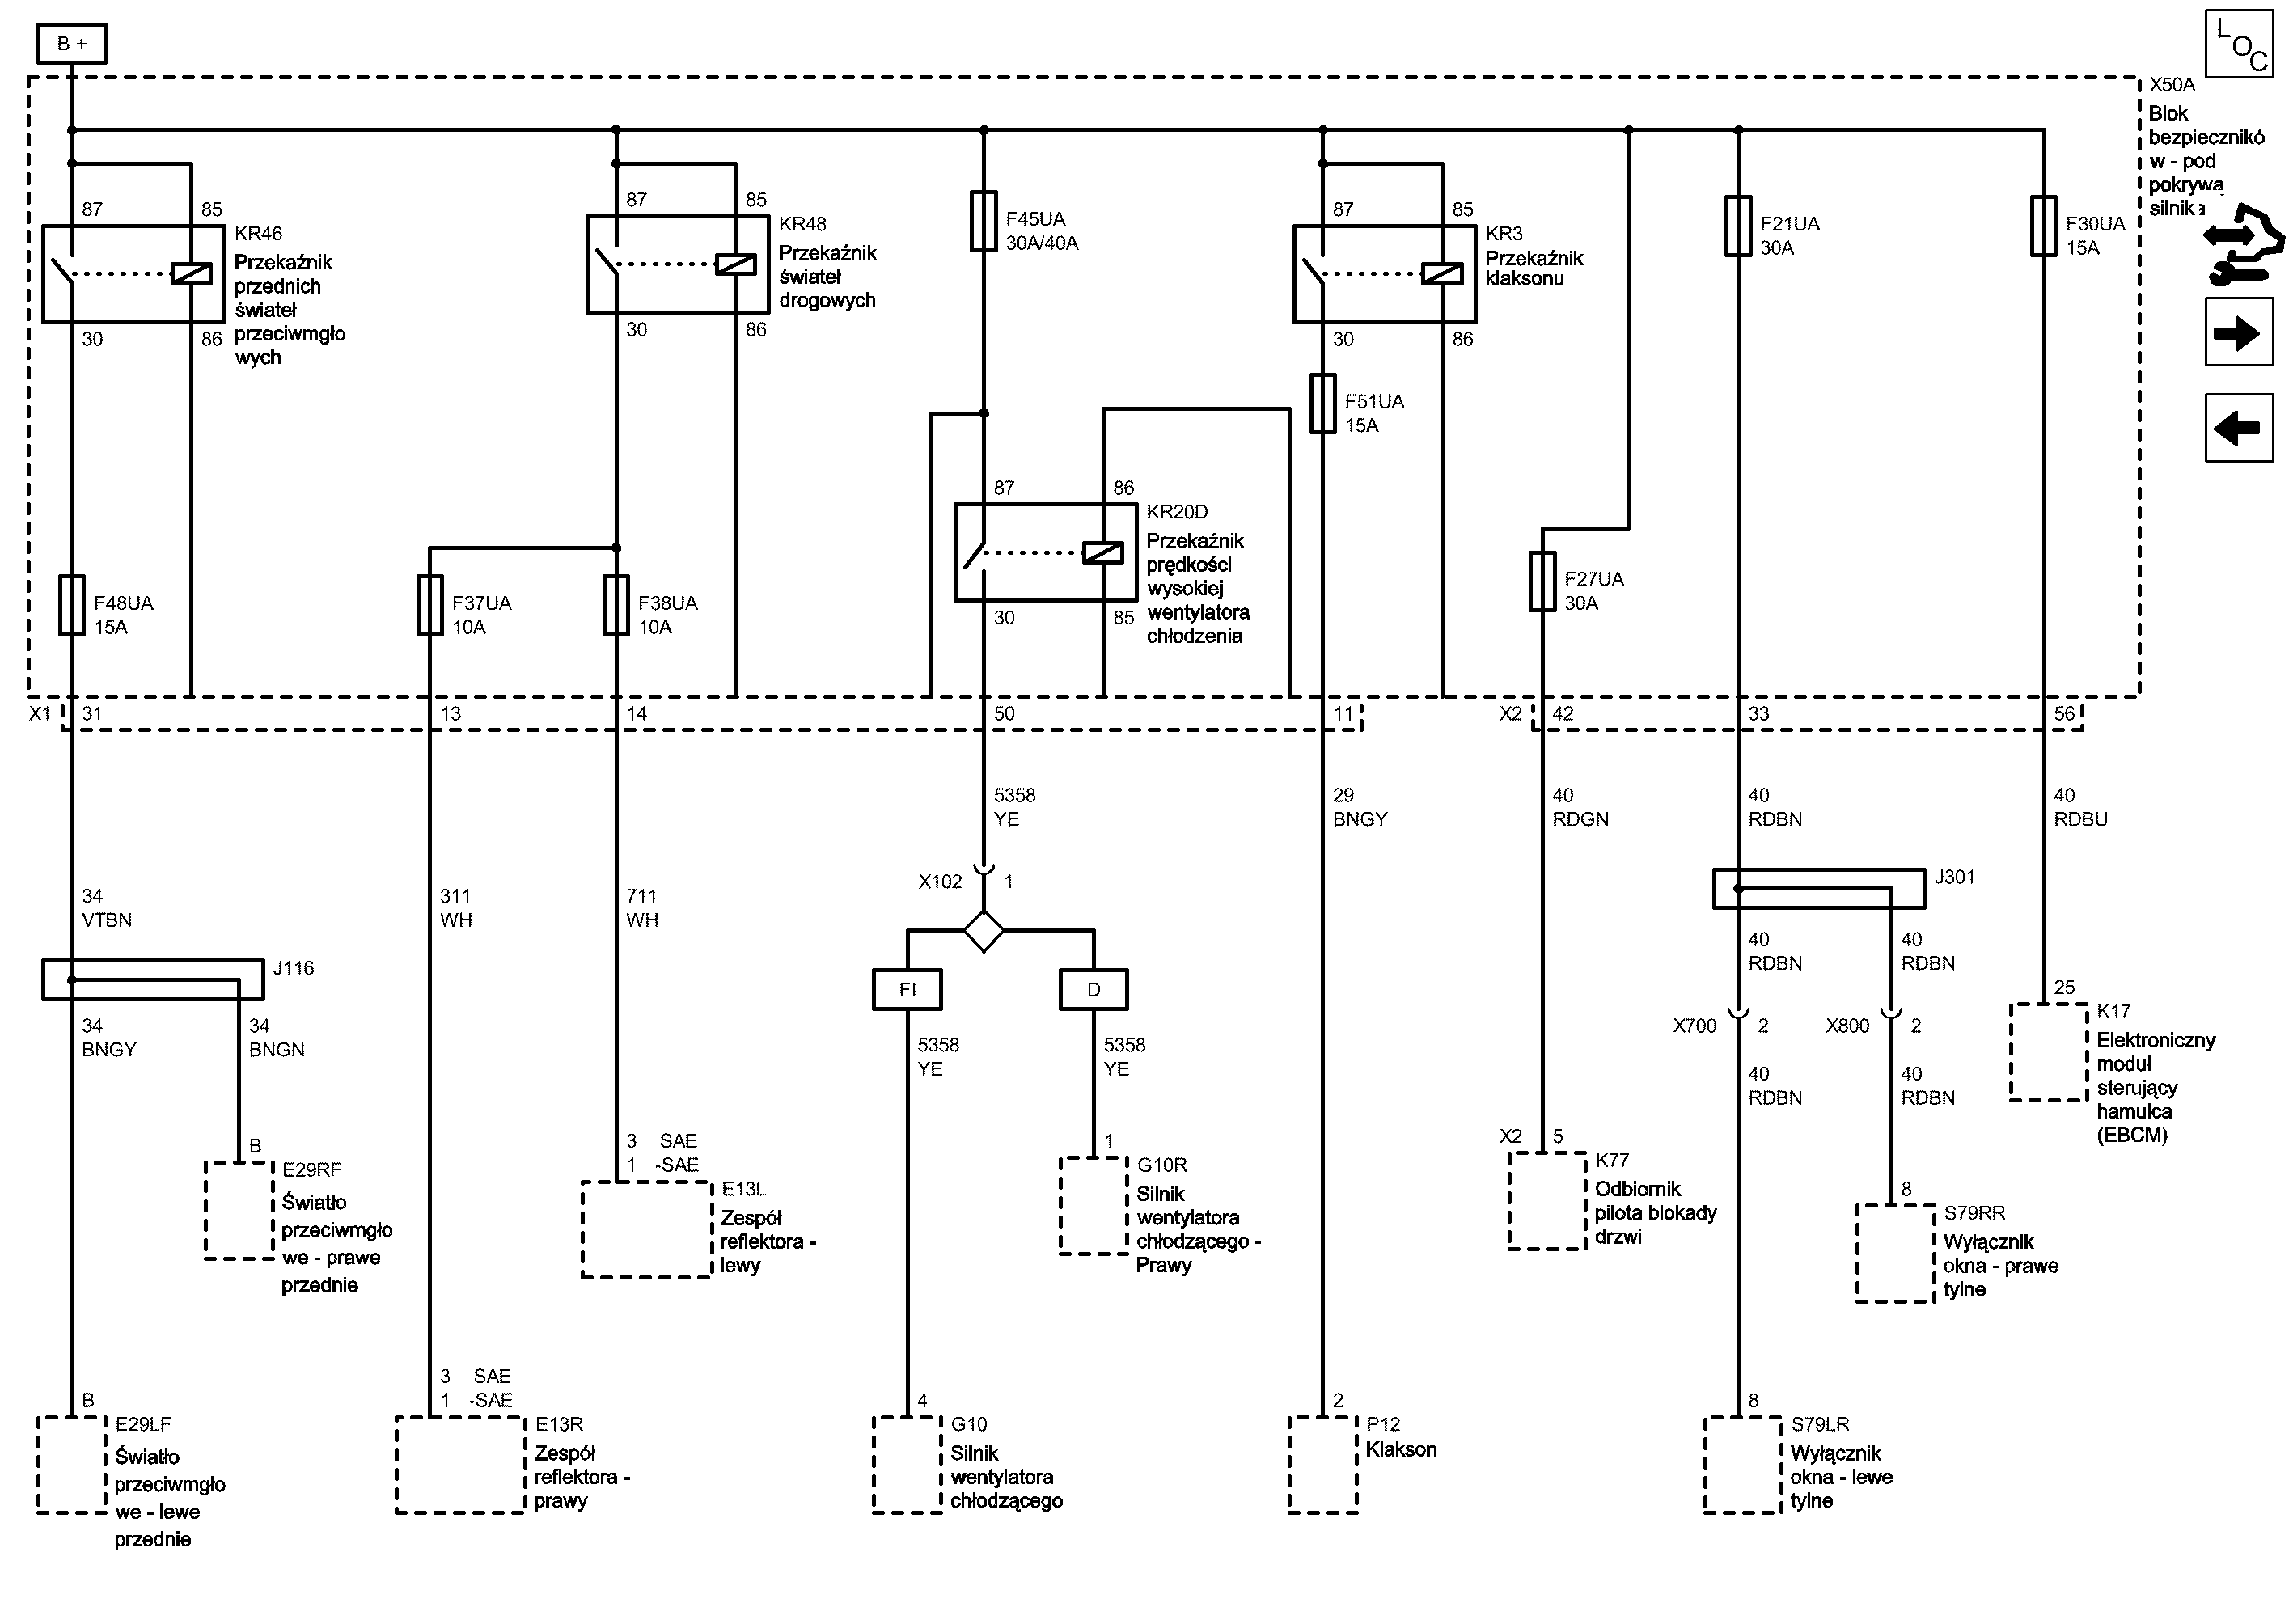 B +
L
O
C
X50A
Blok
bezpiecznikó
w - pod
pokrywą
silnika
87
85
KR46
Przekaźnik
przednich
świateł
przeciwmgło
wych
30
86
87
85
KR48
Przekaźnik
świateł
drogowych
30
86
F45UA
30A/40A
87
85
KR3
Przekaźnik
klaksonu
30
86
F51UA
15A
F21UA
30A
F30UA
15A
87
86
KR20D
Przekaźnik
prędkości
wysokiej
wentylatora
chłodzenia
30
85
F27UA
30A
F48UA
15A
F37UA
10A
F38UA
10A
X1
31
13
14
50
11
X2
42
33
56
5358
YE
29
BNGY
40
RDGN
40
RDBN
40
RDBU
X102
1
34
VTBN
311
WH
711
WH
J301
J116
FI
D
40
RDBN
40
RDBN
34
BNGY
34
BNGN
5358
YE
5358
YE
X700
2
X800
2
40
RDBN
40
RDBN
25
K17
Elektroniczny
moduł
sterujący
hamulca
(EBCM)
B
E29RF
Światło
przeciwmgło
we - prawe
przednie
3 SAE
1 -SAE
E13L
Zespół
reflektora -
lewy
1
G10R
Silnik
wentylatora
chłodzącego -
Prawy
X2
5
K77
Odbiornik
pilota blokady
drzwi
8
S79RR
Wyłącznik
okna - prawe
tylne
B
E29LF
Światło
przeciwmgło
we - lewe
przednie
3 SAE
1 -SAE
E13R
Zespół
reflektora -
prawy
4
G10
Silnik
wentylatora
chłodzącego
2
P12
Klakson
8
S79LR
Wyłącznik
okna - lewe
tylne